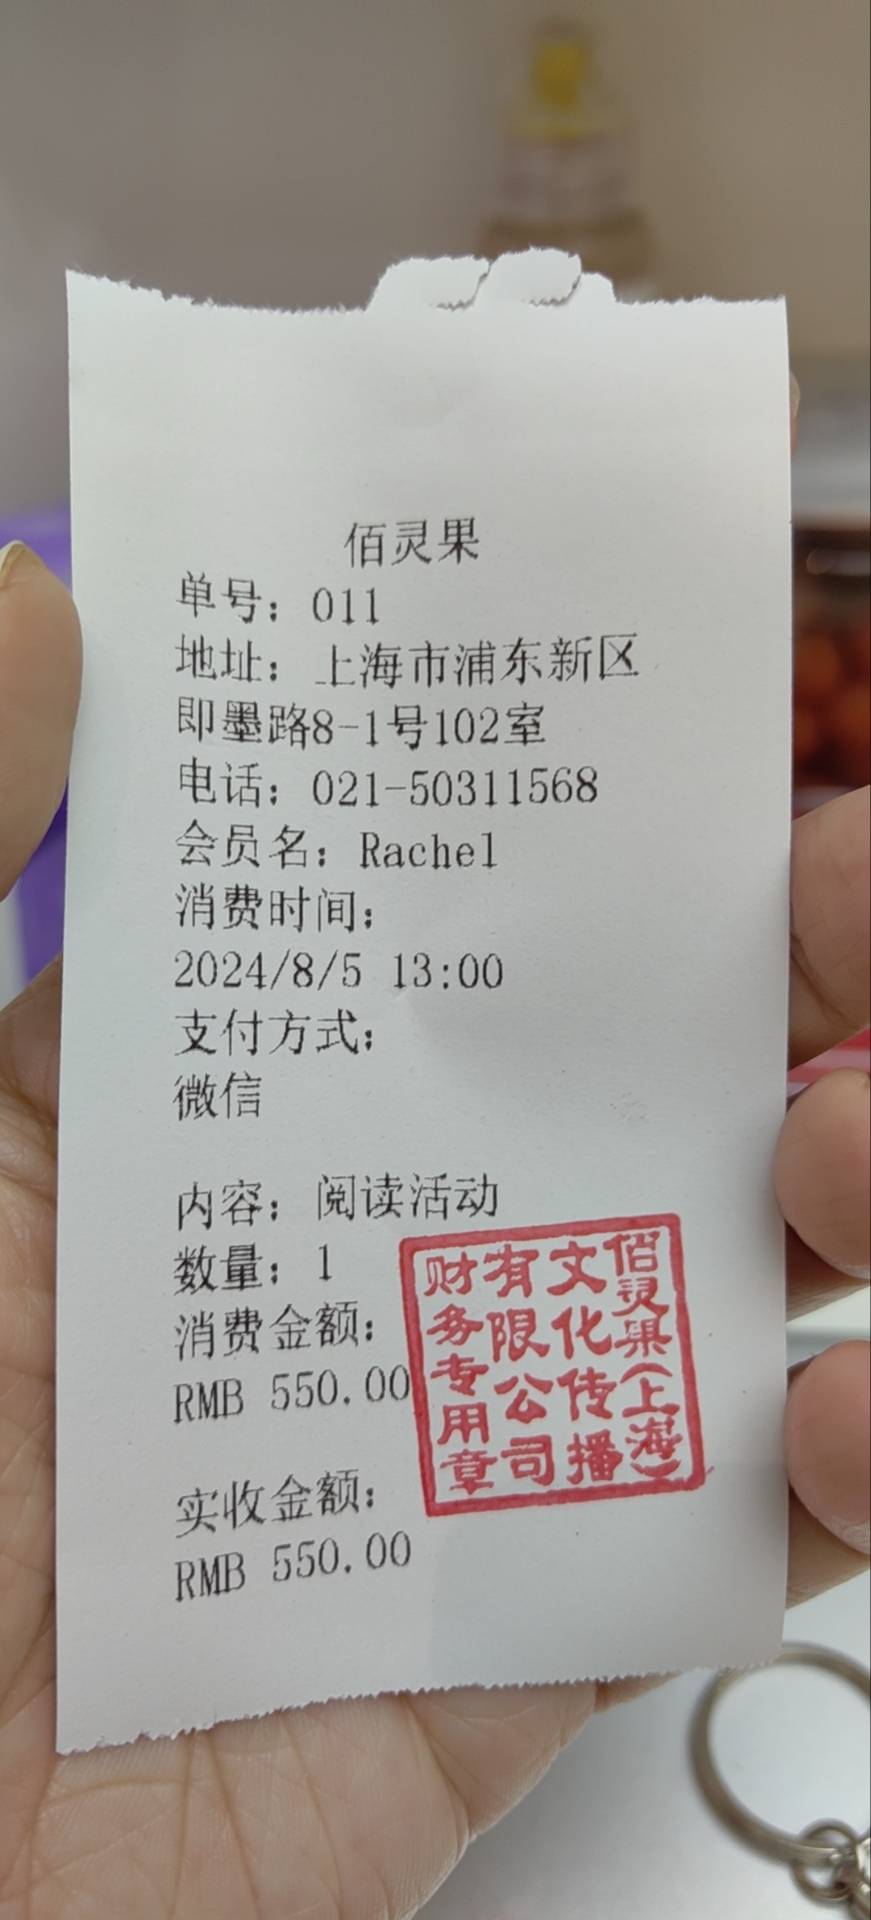 佰灵果
单号：011
地址：上海市浦东新区
即墨路8-1号102室
电话：021-50311568
会员名：Rachel
消费时间：
2024/8/5 13:00
支付方式：
微信
内容：阅读活动
数量：1
消费金额：
RMB 550.00
实收金额：
RMB 550.00
佰灵果（上海）
文化传播
有限公司
财务专用章